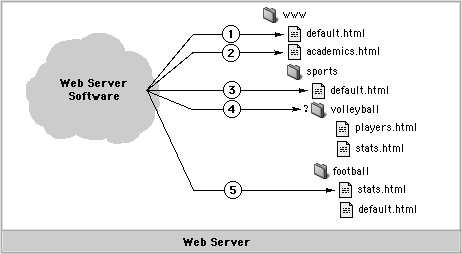 www
1 default.html
2 academics.html
Web Server
Software
sports
3 default.html
4 ? volleyball
players.html
stats.html
football
5 stats.html
default.html
Web Server